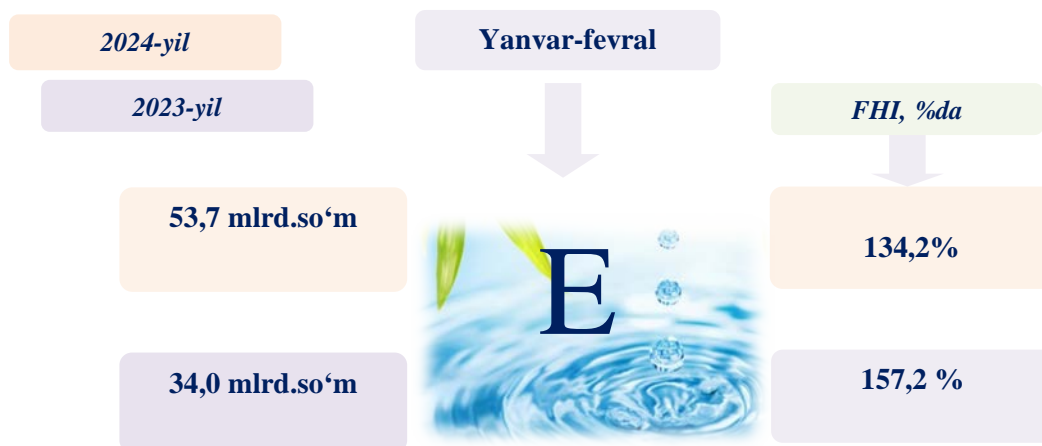 2024-yil
Yanvar-fevral
2023-yil
FHI, %da
53,7 mlrd.so‘m
134,2%
E
34,0 mlrd.so‘m
157,2 %